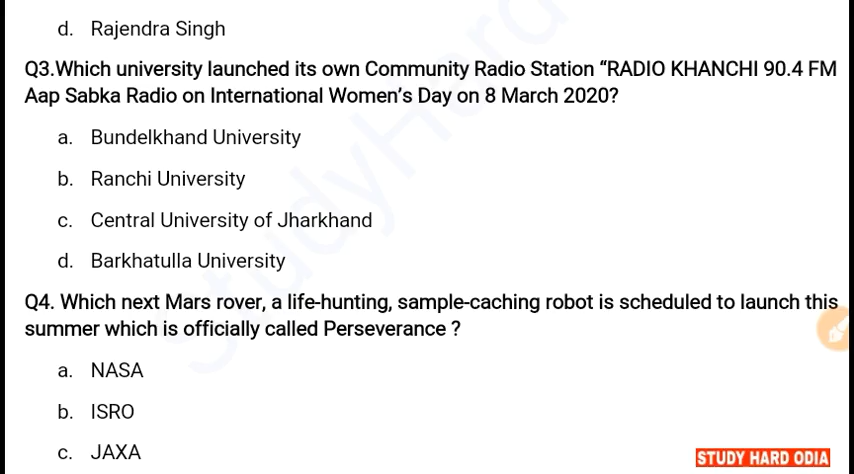 d. Rajendra Singh
Q3.Which university launched its own Community Radio Station “RADIO KHANCHI 90.4 FM
Aap Sabka Radio on International Women’s Day on 8 March 2020?
a. Bundelkhand University
b. Ranchi University
c. Central University of Jharkhand
d. Barkhatulla University
Q4. Which next Mars rover, a life-hunting, sample-caching robot is scheduled to launch this
summer which is officially called Perseverance ?
a. NASA
b. ISRO
c. JAXA
STUDY HARD ODIA